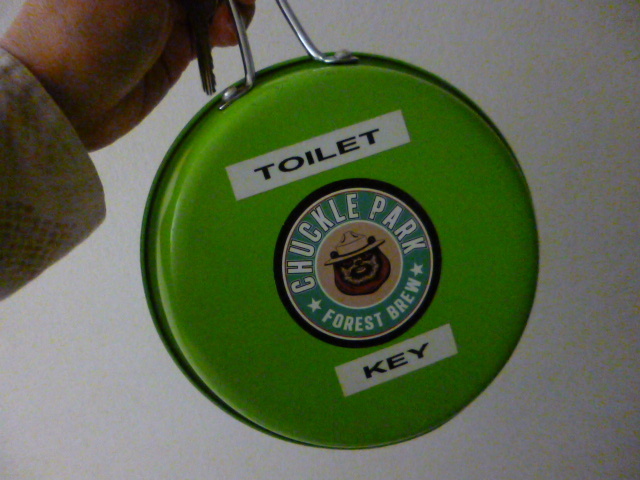 TOILET
CHUCKLE PARK
★ FOREST BREW ★
KEY